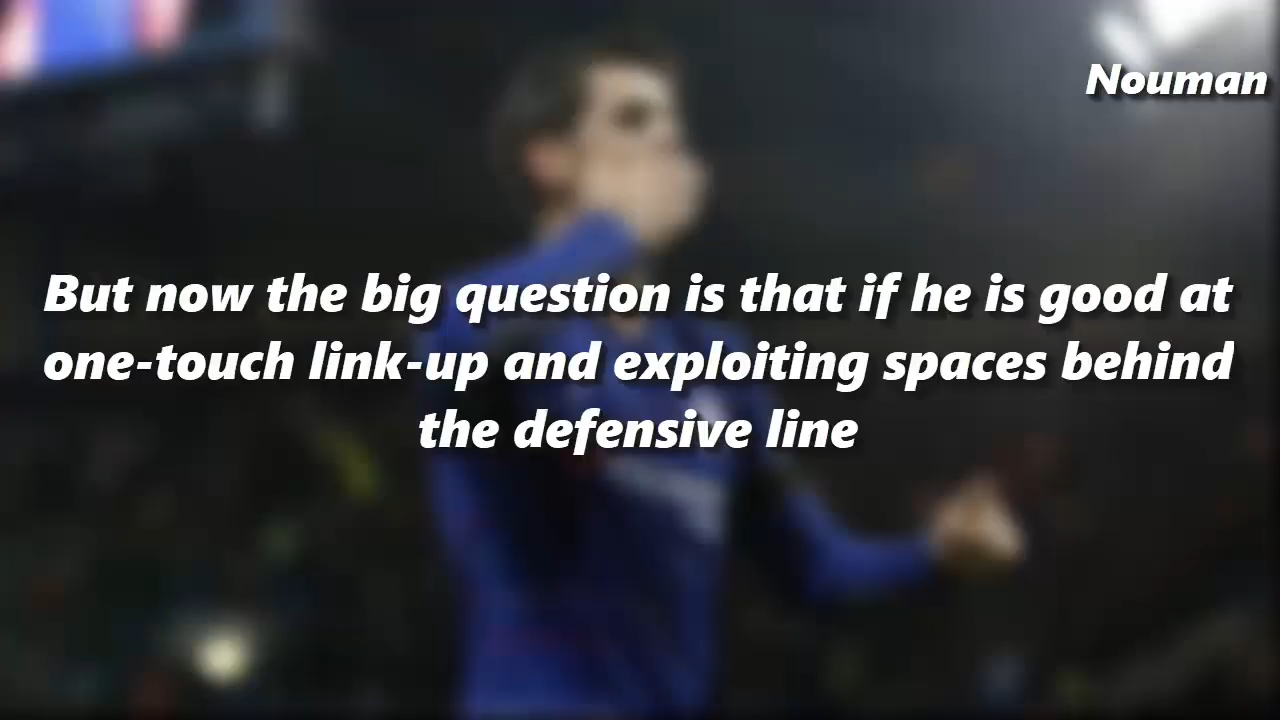 Nouman
But now the big question is that if he is good at
one-touch link-up and exploiting spaces behind
the defensive line